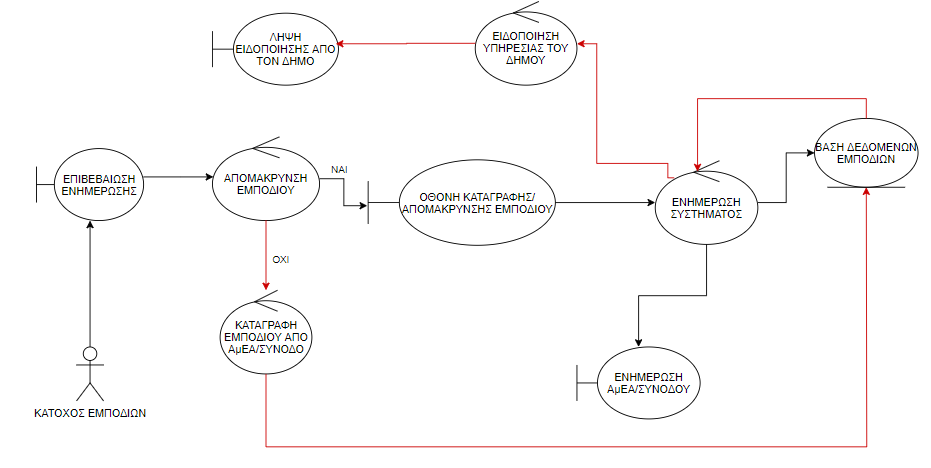 ΛΗΨΗ
ΕΙΔΟΠΟΙΗΣΗΣ ΑΠΟ
ΤΟΝ ΔΗΜΟ
ΕΙΔΟΠΟΙΗΣΗ
ΥΠΗΡΕΣΙΑΣ ΤΟΥ
ΔΗΜΟΥ
ΕΠΙΒΕΒΑΙΩΣΗ
ΕΝΗΜΕΡΩΣΗΣ
ΑΠΟΜΑΚΡΥΝΣΗ
ΕΜΠΟΔΙΟΥ
ΝΑΙ
ΟΘΟΝΗ ΚΑΤΑΓΡΑΦΗΣ/
ΑΠΟΜΑΚΡΥΝΣΗΣ ΕΜΠΟΔΙΟΥ
ΕΝΗΜΕΡΩΣΗ
ΣΥΣΤΗΜΑΤΟΣ
ΒΑΣΗ ΔΕΔΟΜΕΝΩΝ
ΕΜΠΟΔΙΩΝ
ΟΧΙ
ΚΑΤΑΓΡΑΦΗ
ΕΜΠΟΔΙΟΥ ΑΠΟ
ΑμΕΑ/ΣΥΝΟΔΟ
ΕΝΗΜΕΡΩΣΗ
ΑμΕΑ/ΣΥΝΟΔΟΥ
ΚΑΤΟΧΟΣ ΕΜΠΟΔΙΩΝ